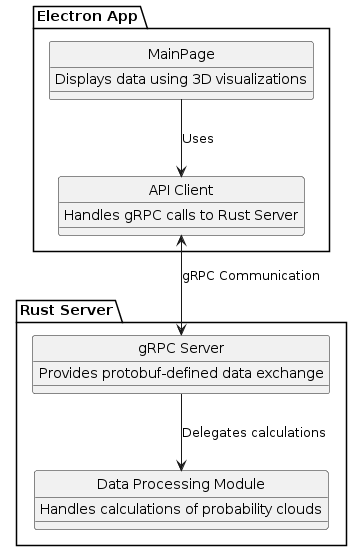 Electron App
MainPage
Displays data using 3D visualizations
Uses
API Client
Handles gRPC calls to Rust Server
gRPC Communication
Rust Server
gRPC Server
Provides protobuf-defined data exchange
Delegates calculations
Data Processing Module
Handles calculations of probability clouds